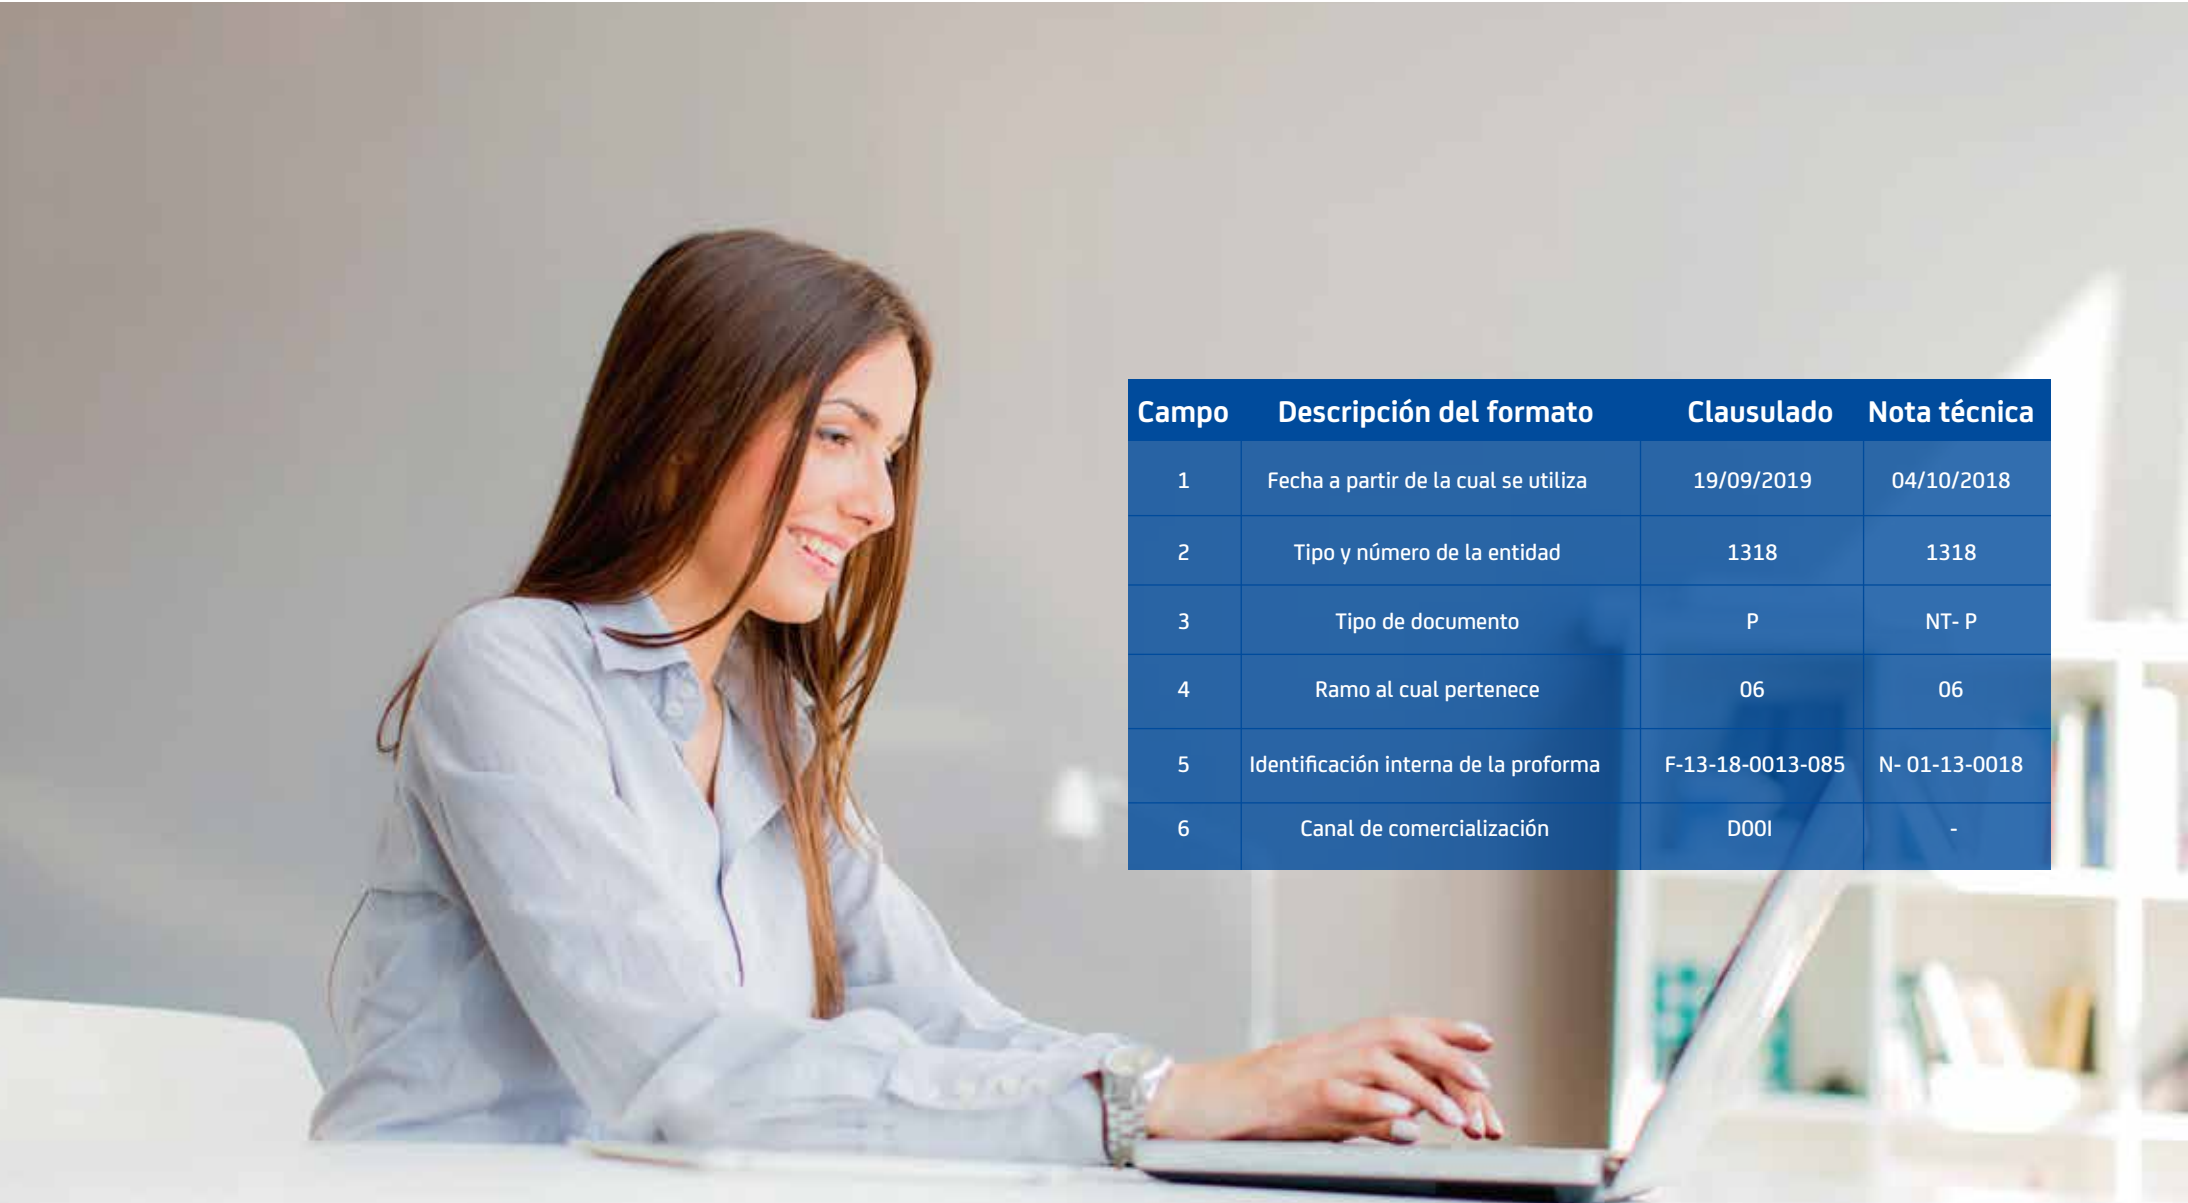 Campo Descripción del formato Clausulado Nota técnica
1 Fecha a partir de la cual se utiliza 19/09/2019 04/10/2018
2 Tipo y número de la entidad 1318 1318
3 Tipo de documento P NT- P
4 Ramo al cual pertenece 06 06
5 Identificación interna de la proforma F-13-18-0013-085 N- 01-13-0018
6 Canal de comercialización D00I -